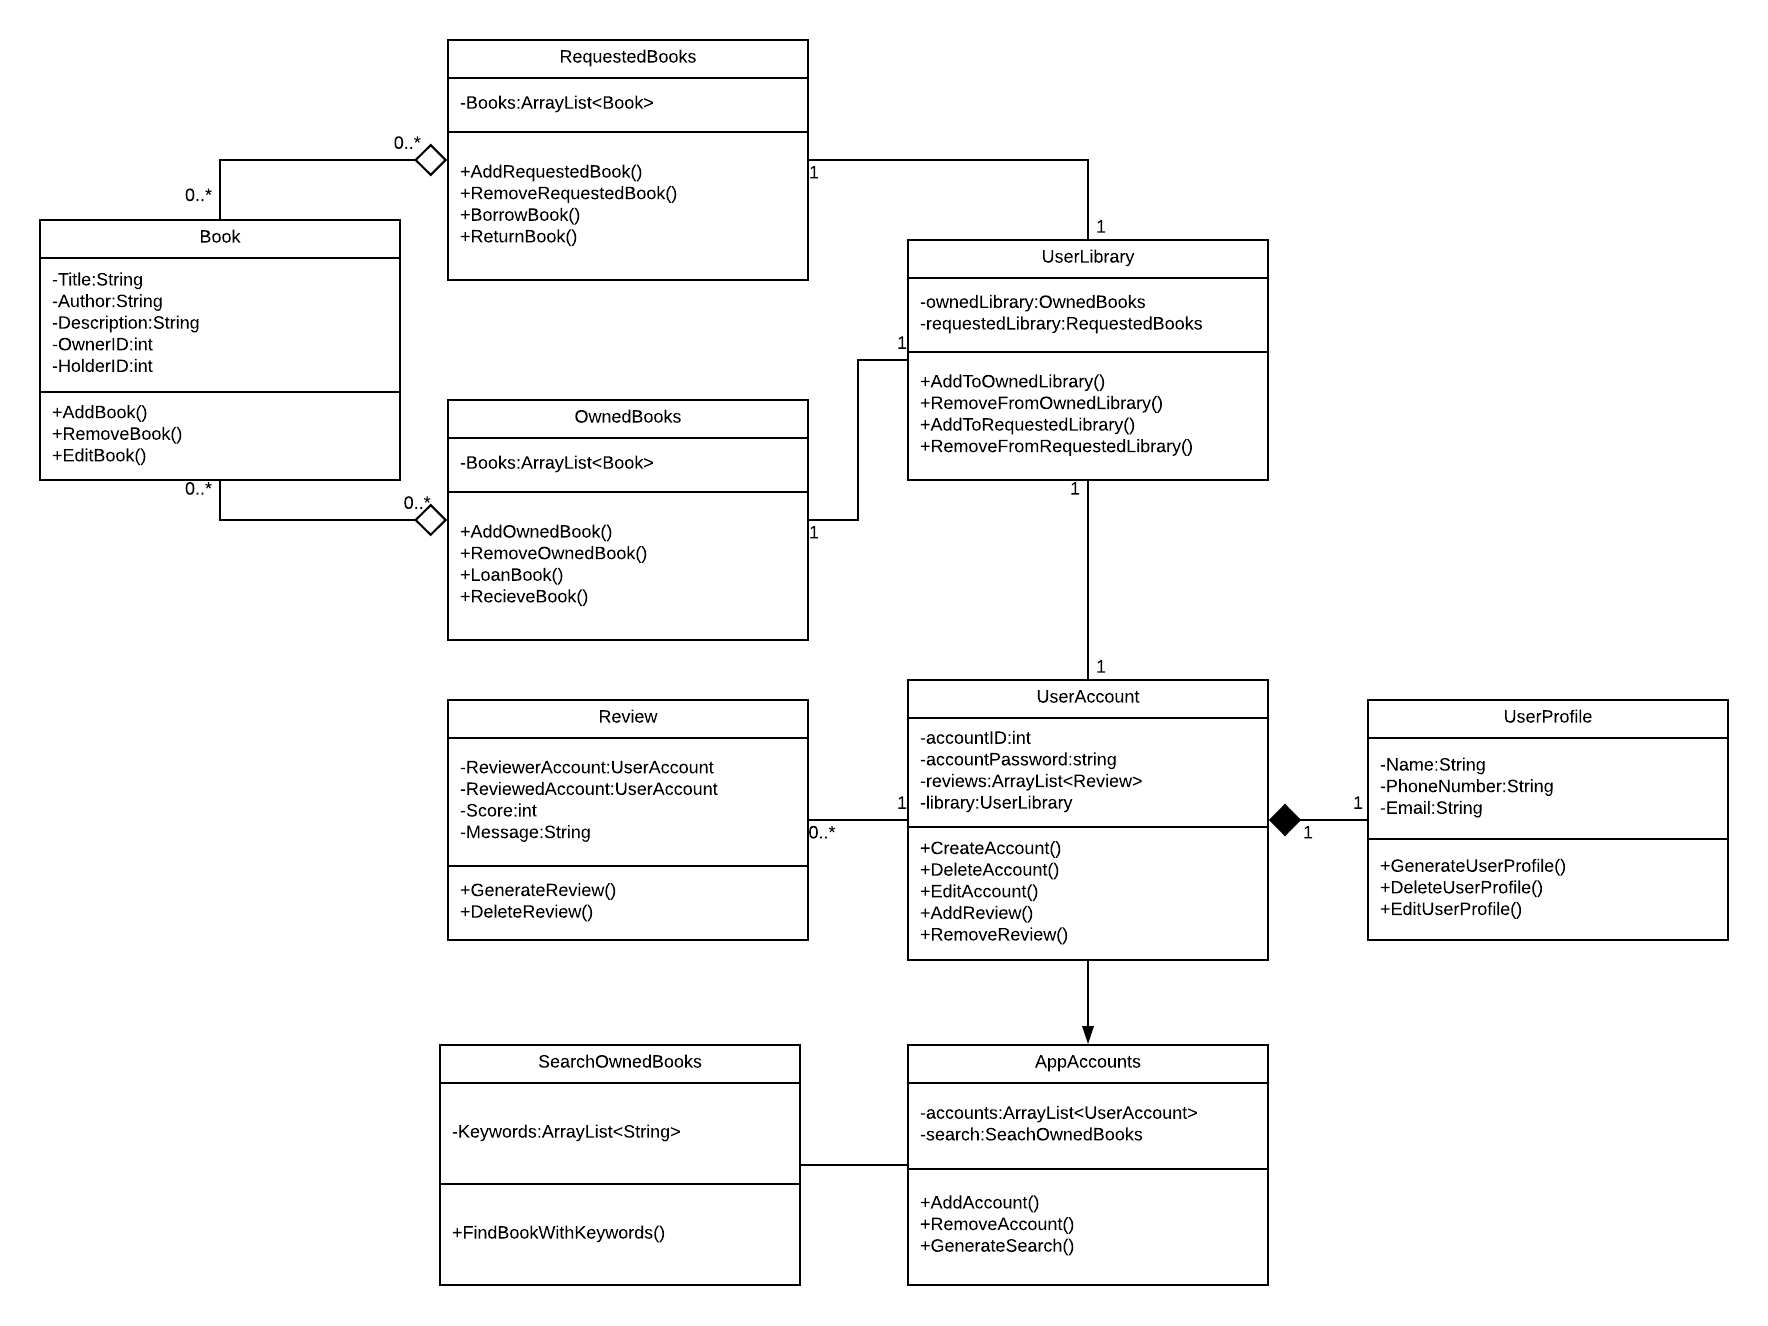 RequestedBooks
-Books:ArrayList<Book>
+AddRequestedBook()
+RemoveRequestedBook()
+BorrowBook()
+ReturnBook()
0..*
0..*
1
1
Book
-Title:String
-Author:String
-Description:String
-OwnerID:int
-HolderID:int
+AddBook()
+RemoveBook()
+EditBook()
0..*
0..*
OwnedBooks
-Books:ArrayList<Book>
+AddOwnedBook()
+RemoveOwnedBook()
+LoanBook()
+RecieveBook()
1
1
UserLibrary
-ownedLibrary:OwnedBooks
-requestedLibrary:RequestedBooks
+AddToOwnedLibrary()
+RemoveFromOwnedLibrary()
+AddToRequestedLibrary()
+RemoveFromRequestedLibrary()
1
1
Review
-ReviewerAccount:UserAccount
-ReviewedAccount:UserAccount
-Score:int
-Message:String
+GenerateReview()
+DeleteReview()
1
0..*
UserAccount
-accountID:int
-accountPassword:string
-reviews:ArrayList<Review>
-library:UserLibrary
+CreateAccount()
+DeleteAccount()
+EditAccount()
+AddReview()
+RemoveReview()
1
1
UserProfile
-Name:String
-PhoneNumber:String
-Email:String
+GenerateUserProfile()
+DeleteUserProfile()
+EditUserProfile()
SearchOwnedBooks
-Keywords:ArrayList<String>
+FindBookWithKeywords()
AppAccounts
-accounts:ArrayList<UserAccount>
-search:SeachOwnedBooks
+AddAccount()
+RemoveAccount()
+GenerateSearch()